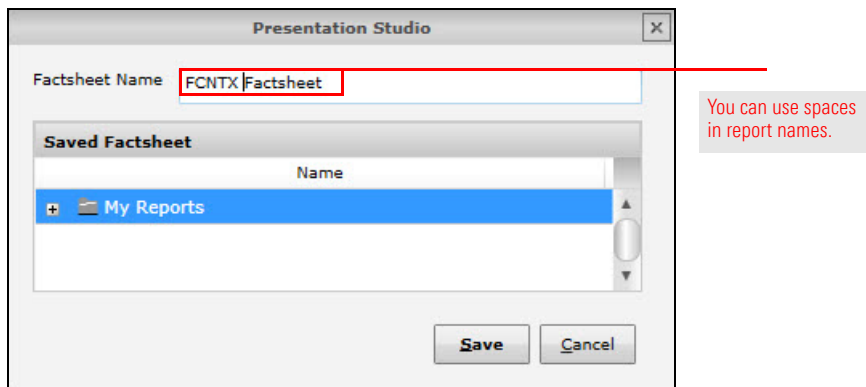 Presentation Studio
Factsheet Name
FCNTX Factsheet
You can use spaces
in report names.
Saved Factsheet
Name
My Reports
Save
Cancel